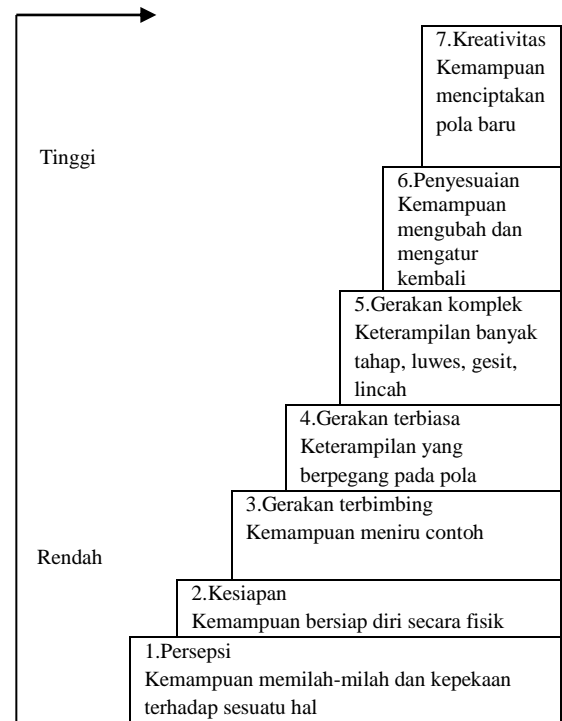 7.Kreativitas
Kemampuan
menciptakan
pola baru
Tinggi
6.Penyesuaian
Kemampuan
mengubah dan
mengatur
kembali
5.Gerakan komplek
Keterampilan banyak
tahap, luwes, gesit,
lincah
4.Gerakan terbiasa
Keterampilan yang
berpegang pada pola
3.Gerakan terbimbing
Kemampuan meniru contoh
Rendah
2.Kesiapan
Kemampuan bersiap diri secara fisik
1.Persepsi
Kemampuan memilah-milah dan kepekaan
terhadap sesuatu hal